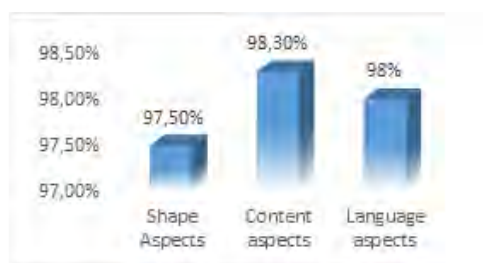 98,50%
98,00%
97,50%
97,00%
97,50%
98,30%
98%
Shape
Aspects
Content
aspects
Language
aspects